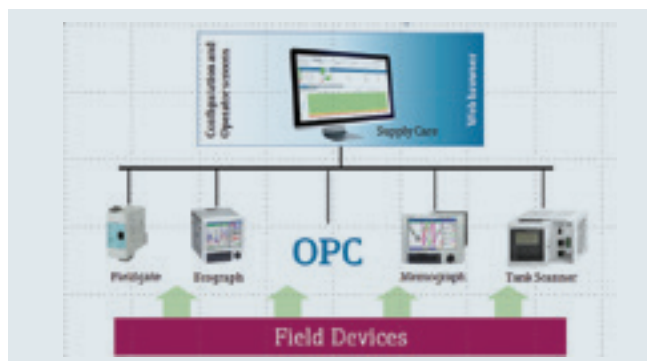 Configuration and
Operator screens
Web browser
Supply Care
Fieldgate
Ecograph
OPC
Memograph
Tank Scanner
Field Devices